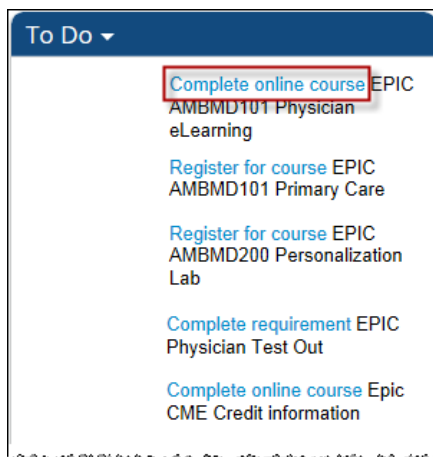 To Do
Complete online course EPIC
AMBMD101 Physician
eLearning
Register for course EPIC
AMBMD101 Primary Care
Register for course EPIC
AMBMD200 Personalization
Lab
Complete requirement EPIC
Physician Test Out
Complete online course Epic
CME Credit information